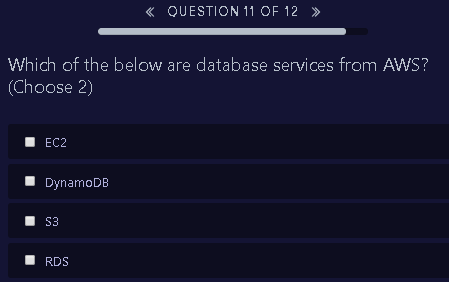 « QUESTION 11 OF 12 »
Which of the below are database services from AWS?
(Choose 2)
EC2
DynamoDB
S3
RDS